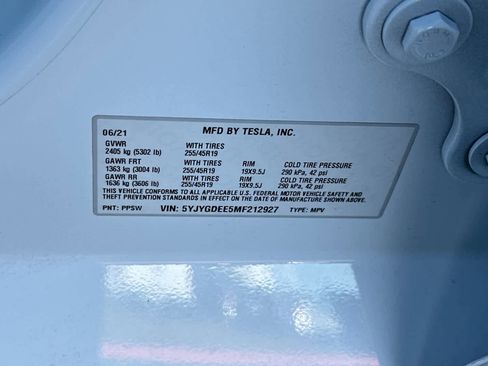 06/21 MFD BY TESLA, INC.
GVWR WITH TIRES
2405 kg (5302 lb) 255/45R19
GAWR FRT WITH TIRES RIM COLD TIRE PRESSURE
1363 kg (3004 lb) 255/45R19 19X9.5J 290 kPa, 42 psi
GAWR RR WITH TIRES RIM COLD TIRE PRESSURE
1636 kg (3606 lb) 255/45R19 19X9.5J 290 kPa, 42 psi
THIS VEHICLE CONFORMS TO ALL APPLICABLE U.S. FEDERAL MOTOR VEHICLE SAFETY AND
THEFT PREVENTION STANDARDS IN EFFECT ON THE DATE OF MANUFACTURE SHOWN ABOVE.
PNT: PPSW VIN: 5YJYGDEE5MF212927 TYPE: MPV